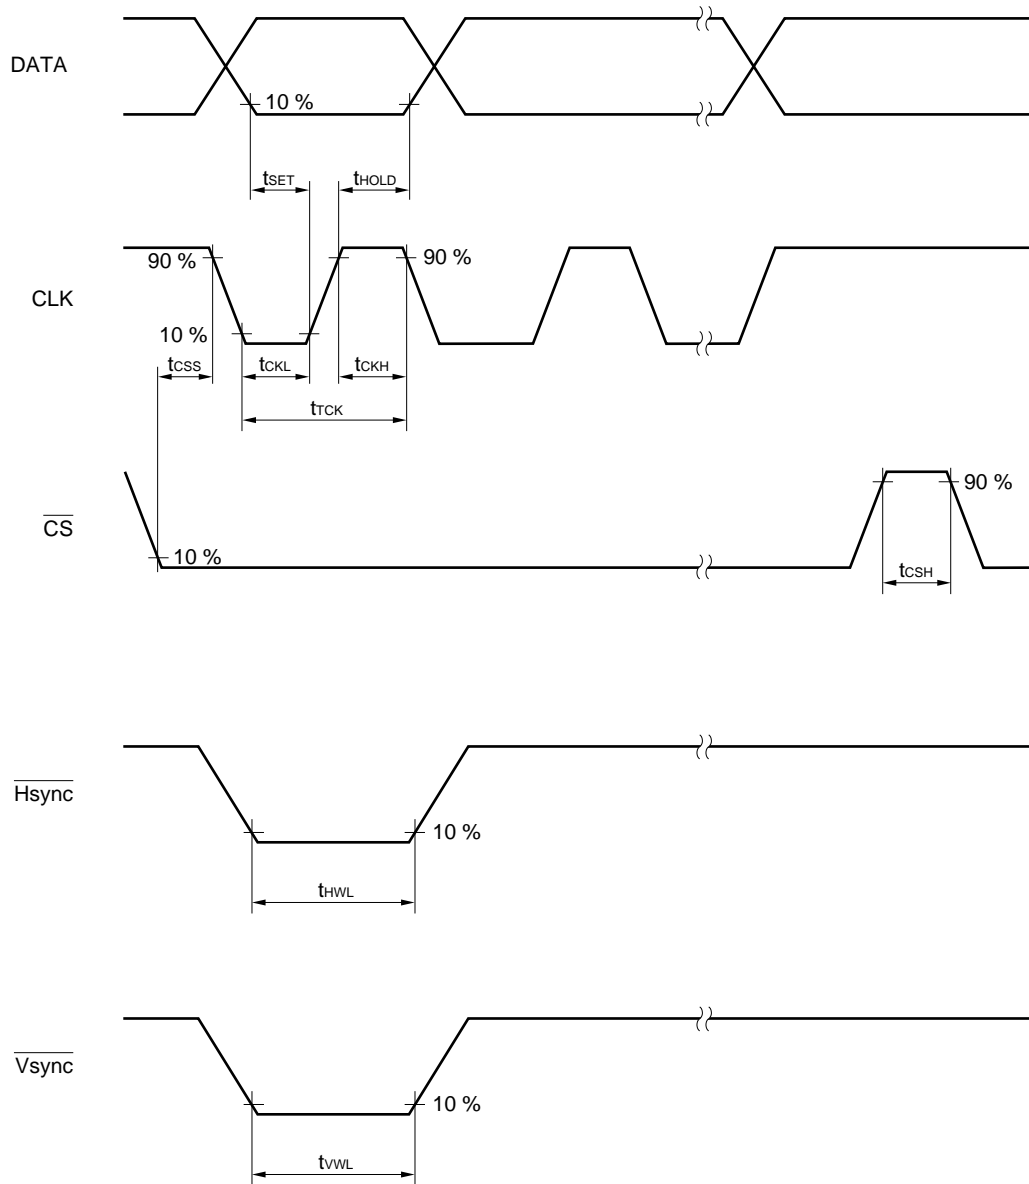 DATA
10 %
tSET
tHOLD
90 %
90 %
CLK
10 %
tCSS
tCKL
tCKH
tTCK
90 %
CS
10 %
tCSH
Hsync
10 %
tHWL
Vsync
10 %
tVWL